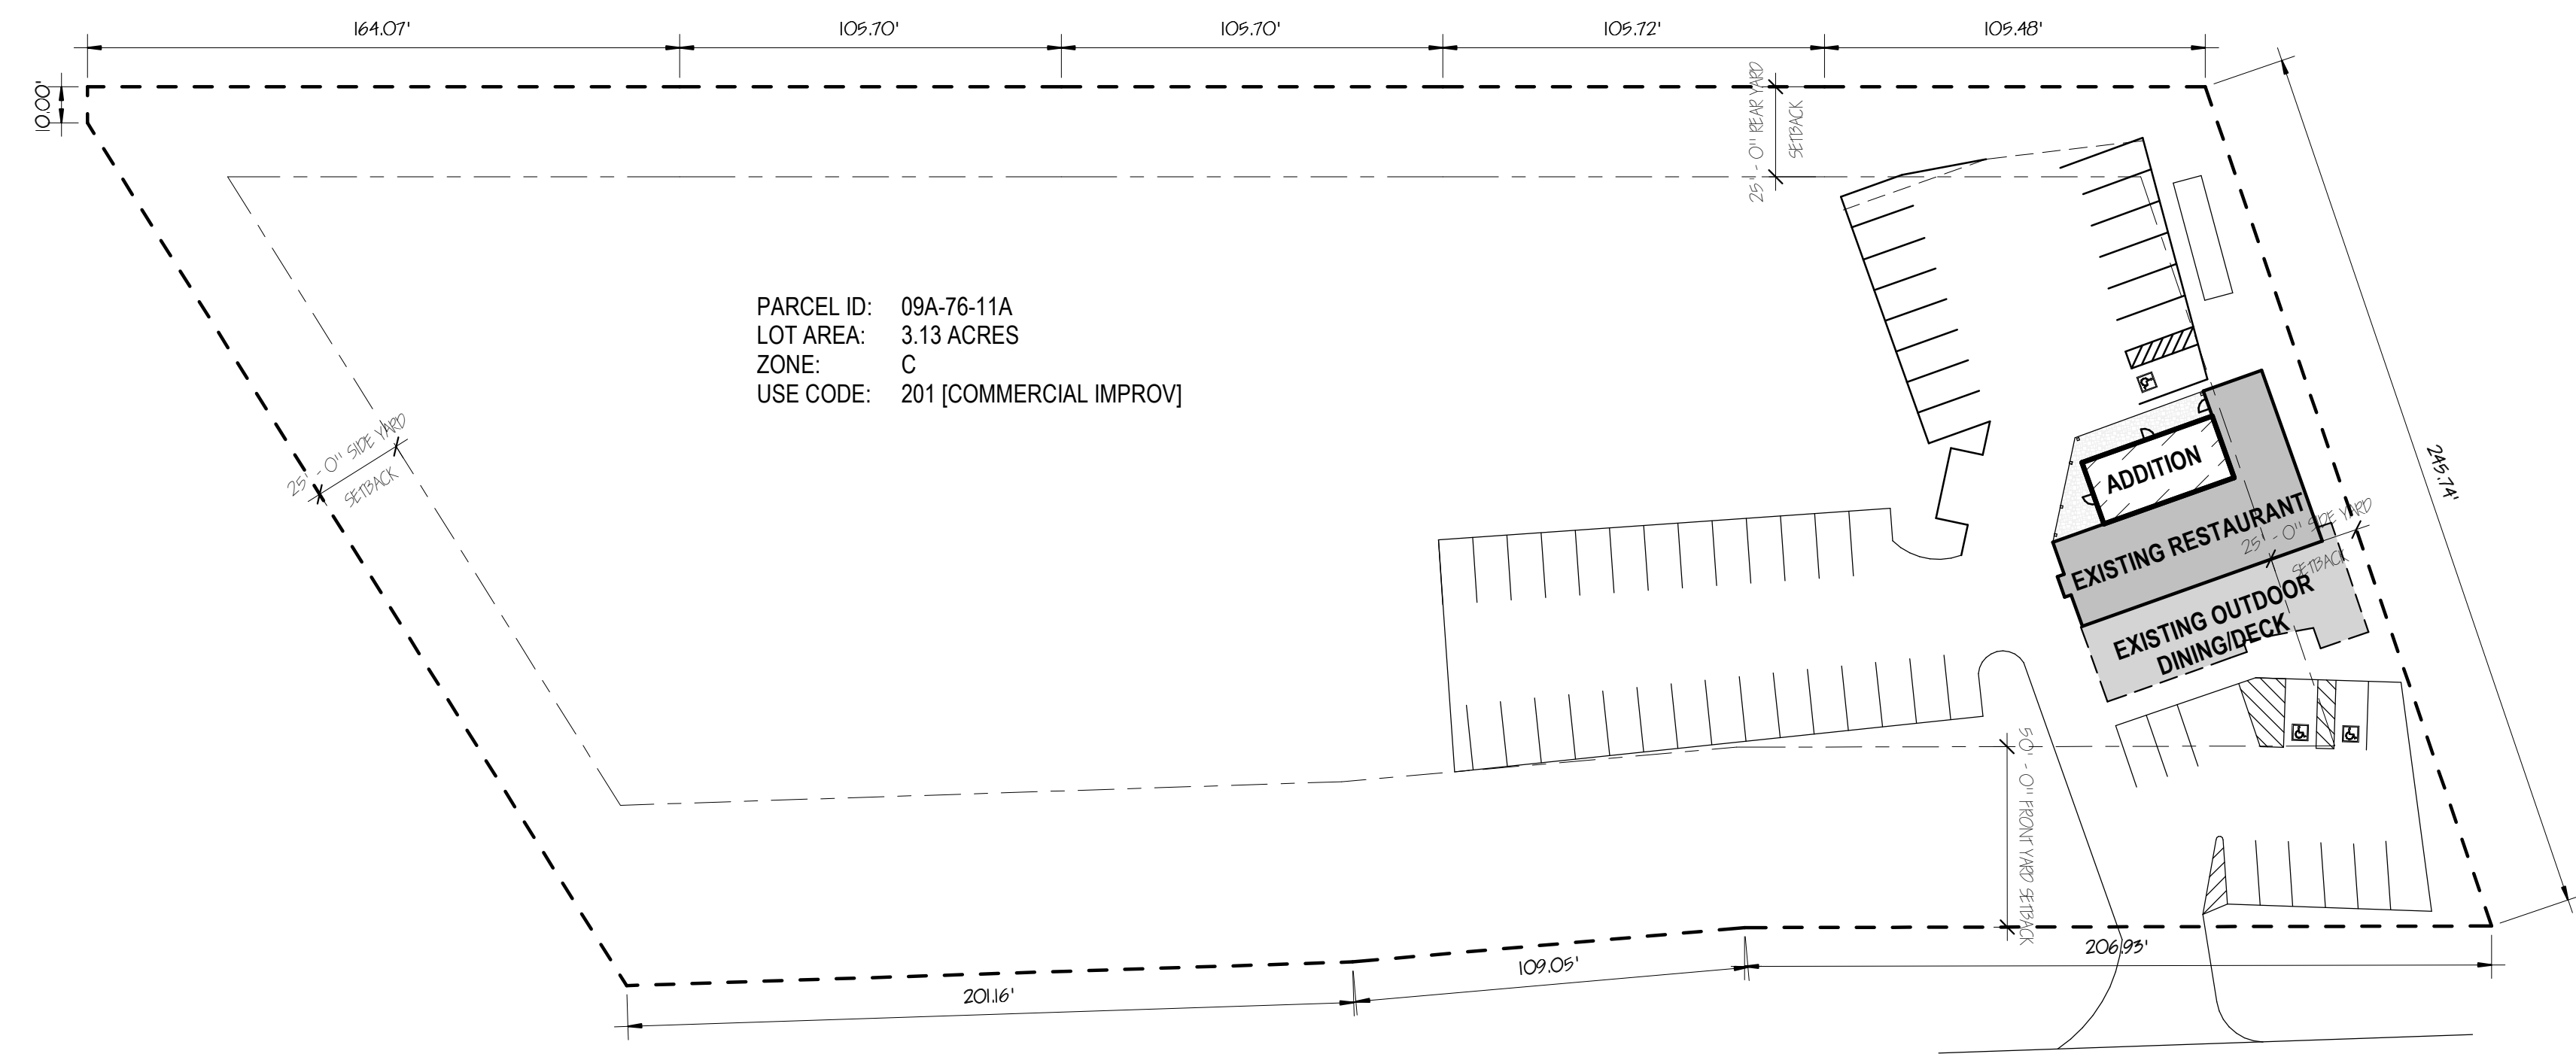 164.07'
105.70'
105.70'
105.72'
105.48'
10.00'
25' - 0" REAR YARD
SETBACK
PARCEL ID: 09A-76-11A
LOT AREA: 3.13 ACRES
ZONE: C
USE CODE: 201 [COMMERCIAL IMPROV]
25' - 0" SIDE YARD
SETBACK
245.74'
ADDITION
EXISTING RESTAURANT
25' - 0" SIDE YARD
SETBACK
EXISTING OUTDOOR
DINING/DECK
50' - 0" FRONT YARD SETBACK
206.93'
109.05'
201.16'